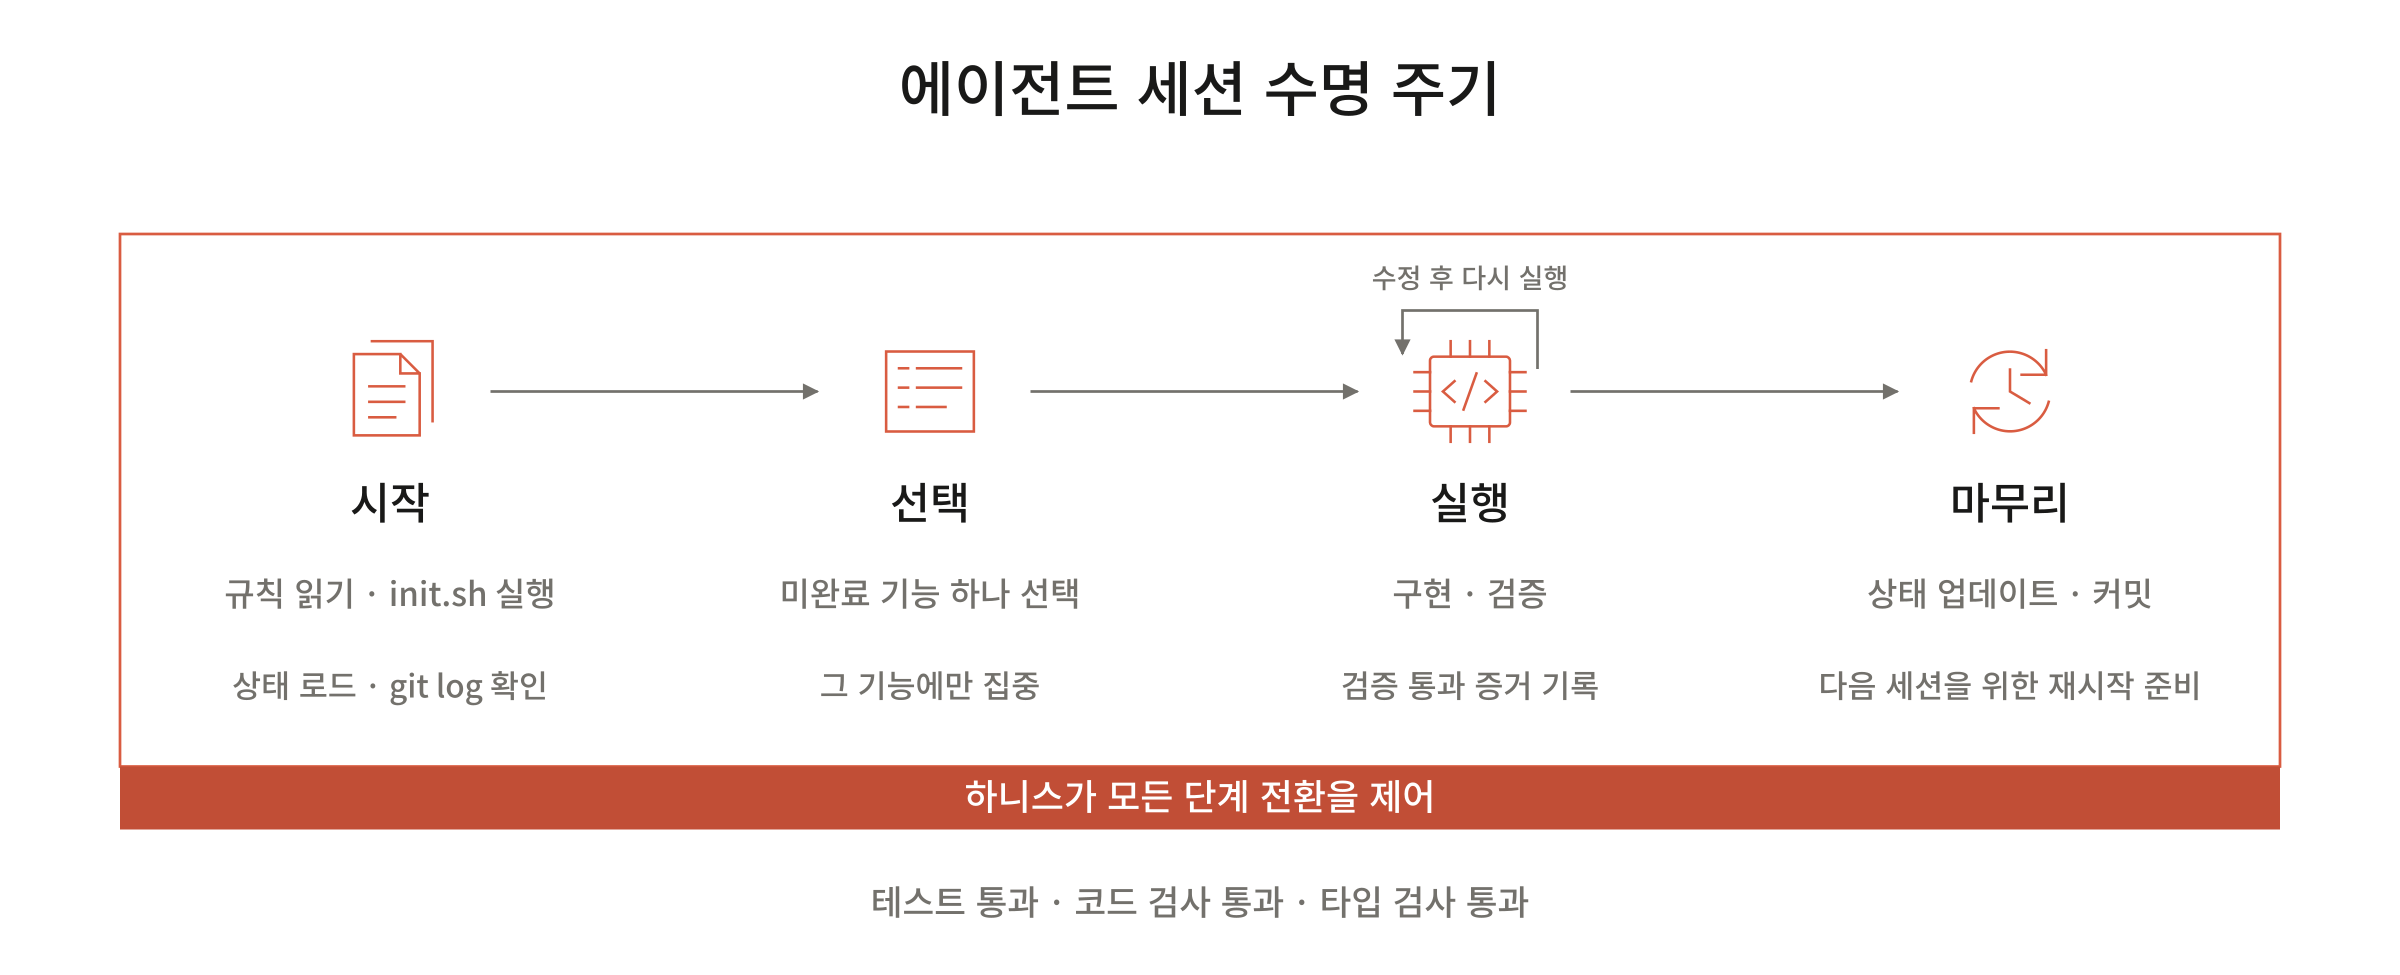 에이전트 세션 수명 주기
수정 후 다시 실행
시작
선택
실행
마무리
규칙 읽기 · init.sh 실행
미완료 기능 하나 선택
구현 · 검증
상태 업데이트 · 커밋
상태 로드 · git log 확인
그 기능에만 집중
검증 통과 증거 기록
다음 세션을 위한 재시작 준비
하니스가 모든 단계 전환을 제어
테스트 통과 · 코드 검사 통과 · 타입 검사 통과